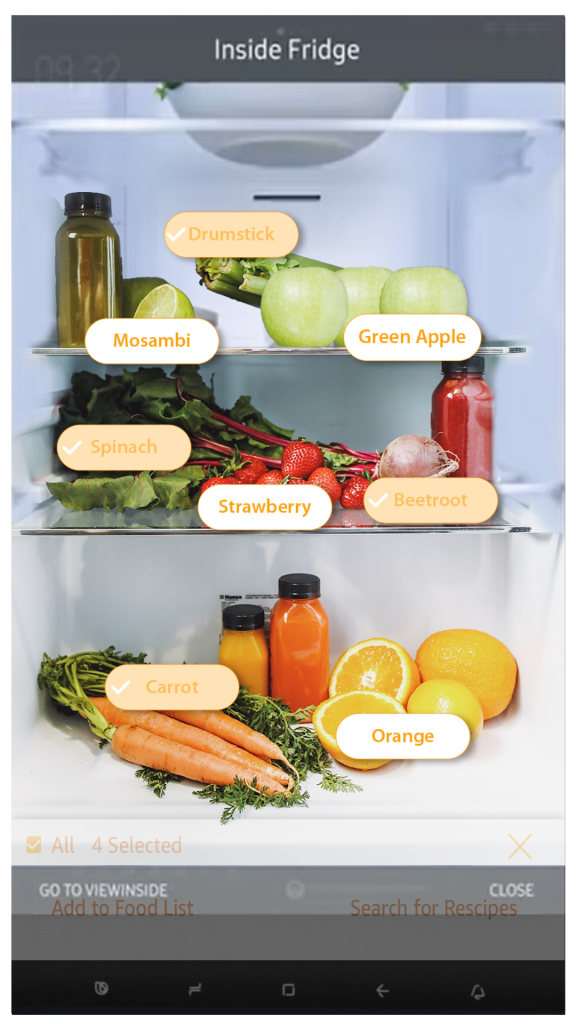 Inside Fridge
09.32
Drumstick
Mosambi
Green Apple
Spinach
Strawberry
Beetroot
Carrot
Orange
All 4 Selected
GO TO VIEWINSIDE
CLOSE
Add to Food List
Search for Rescipes